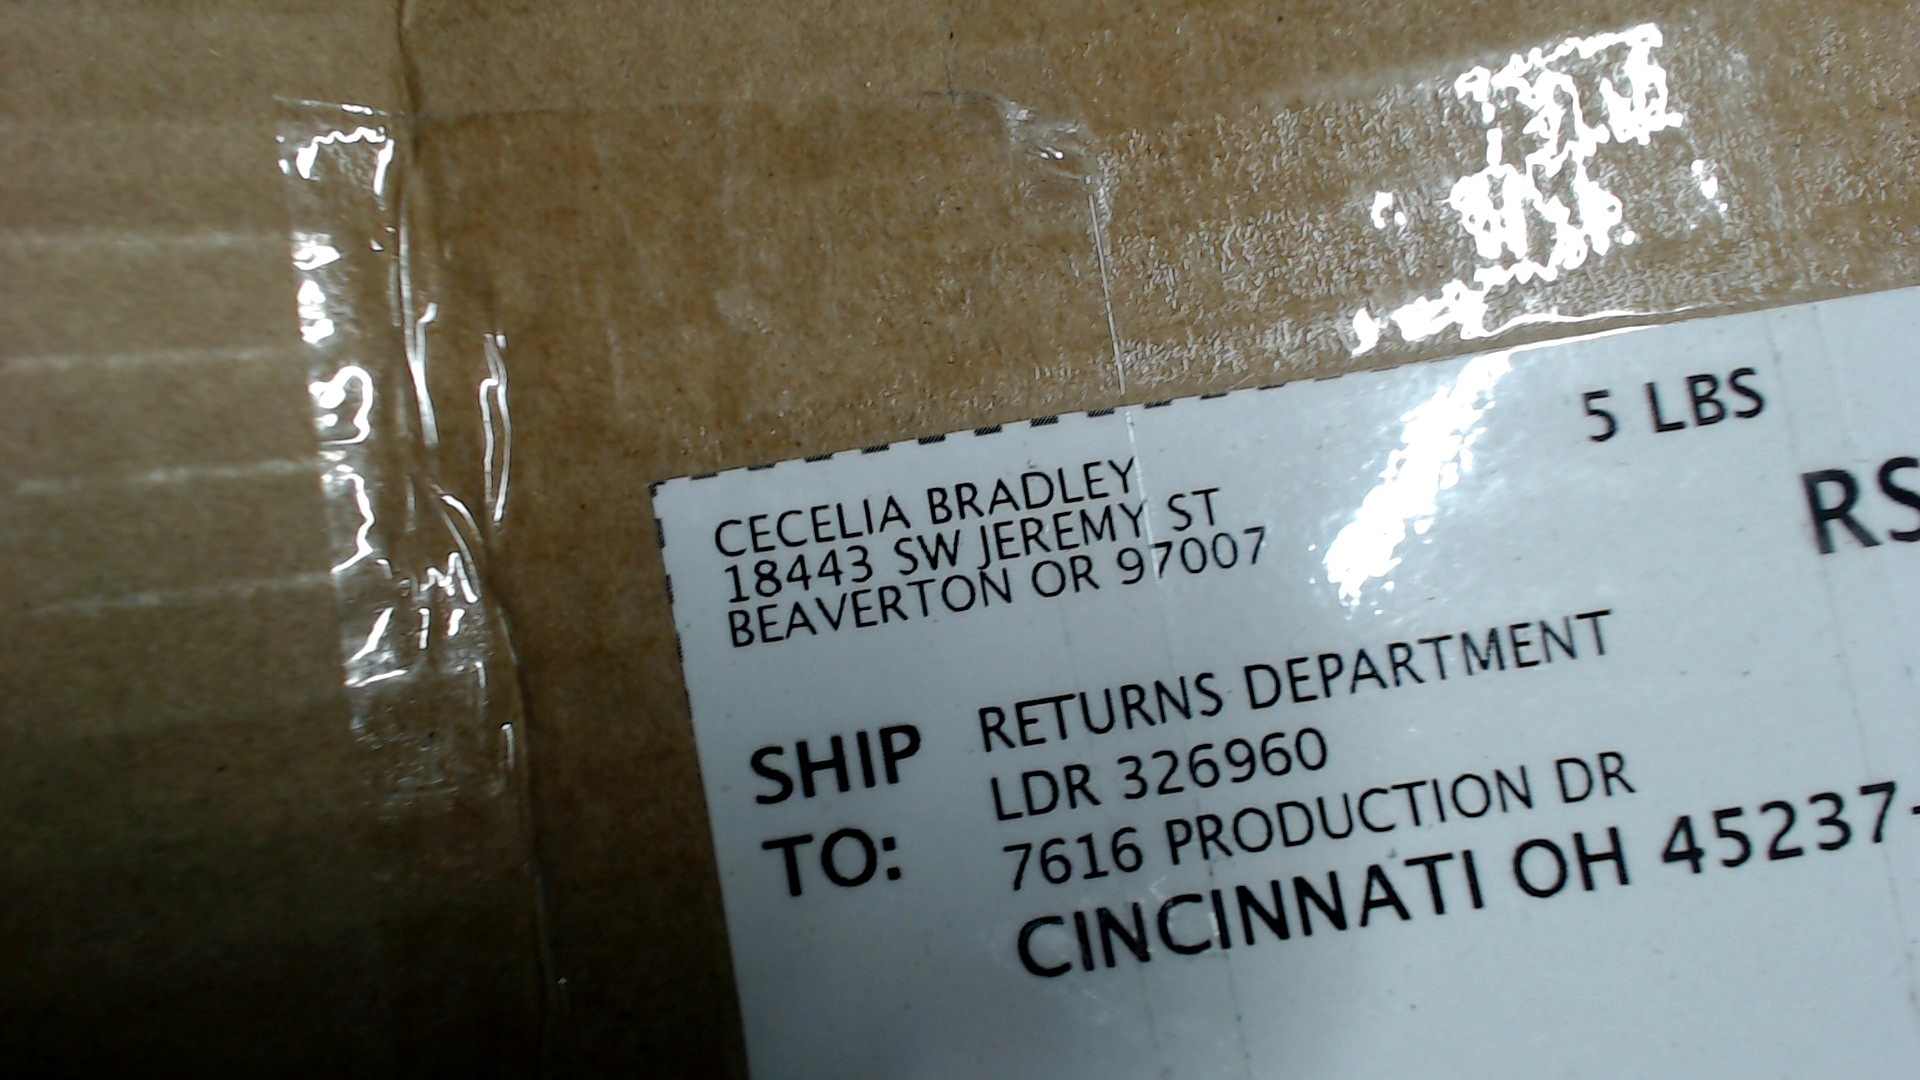 5 LBS
RS
CECELIA BRADLEY
18443 SW JEREMY ST
BEAVERTON OR 97007
SHIP TO:
RETURNS DEPARTMENT
LDR 326960
7616 PRODUCTION DR
CINCINNATI OH 45237-